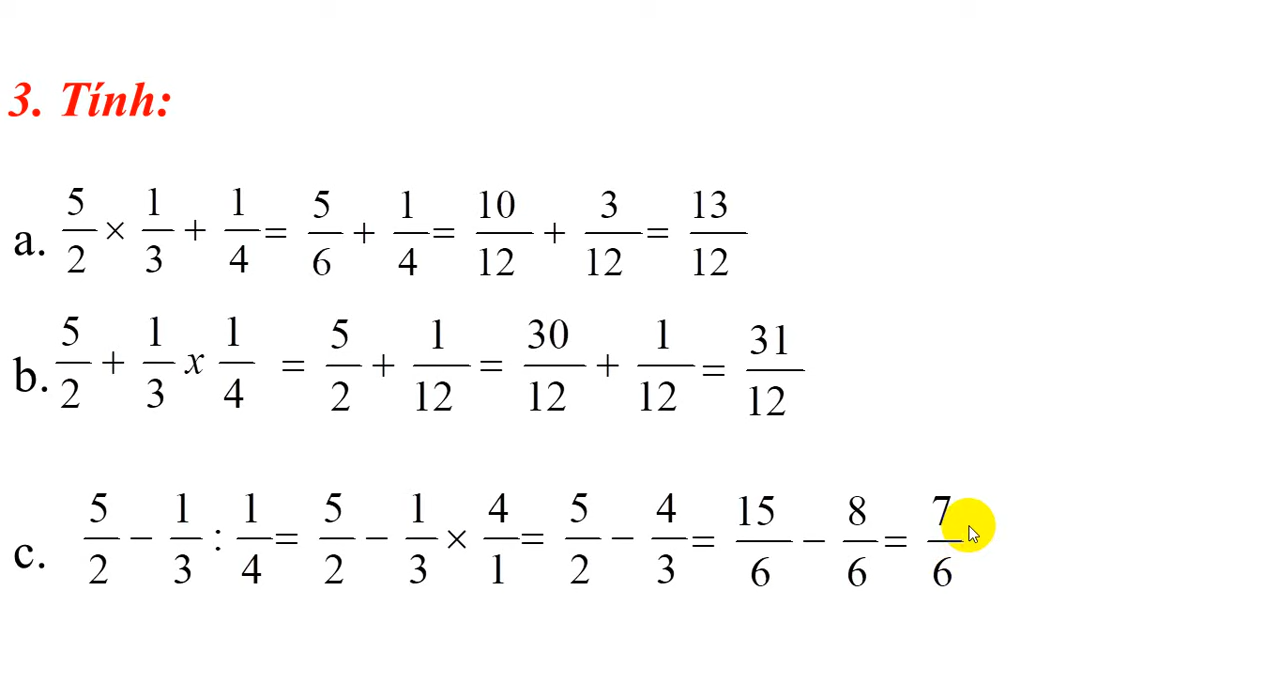 3. Tính:
a. 5/2 × 1/3 + 1/4 = 5/6 + 1/4 = 10/12 + 3/12 = 13/12
b. 5/2 + 1/3 x 1/4 = 5/2 + 1/12 = 30/12 + 1/12 = 31/12
c. 5/2 − 1/3 : 1/4 = 5/2 − 1/3 × 4/1 = 5/2 − 4/3 = 15/6 − 8/6 = 7/6